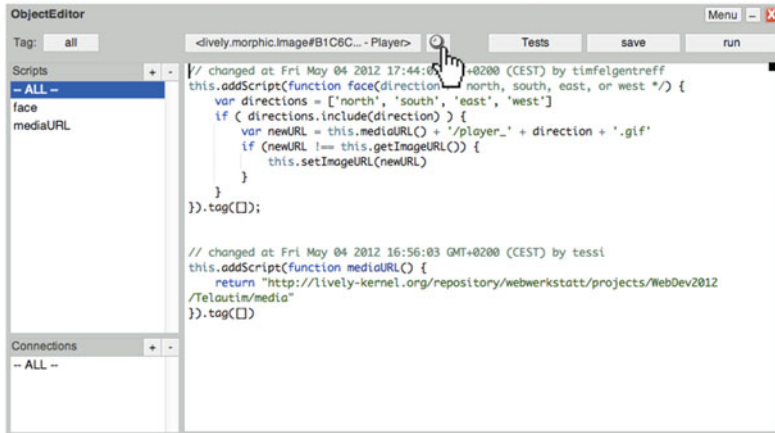 ObjectEditor
Menu – X
Tag: all <lively.morphic.Image#B1C6C... - Player> Tests save run
Scripts + -
-- ALL --
face
mediaURL
// changed at Fri May 04 2012 17:44: +0200 (CEST) by timfelgentreff
this.addScript(function face(direction north, south, east, or west */) {
var directions = ['north', 'south', 'east', 'west']
if ( directions.include(direction) ) {
var newURL = this.mediaURL() + '/player_' + direction + '.gif'
if (newURL !== this.getImageURL()) {
this.setImageURL(newURL)
}
}
}).tag([]);
// changed at Fri May 04 2012 16:56:03 GMT+0200 (CEST) by tessi
this.addScript(function mediaURL() {
return "http://lively-kernel.org/repository/webwerkstatt/projects/WebDev2012
/Telautim/media"
}).tag([])
Connections + -
-- ALL --